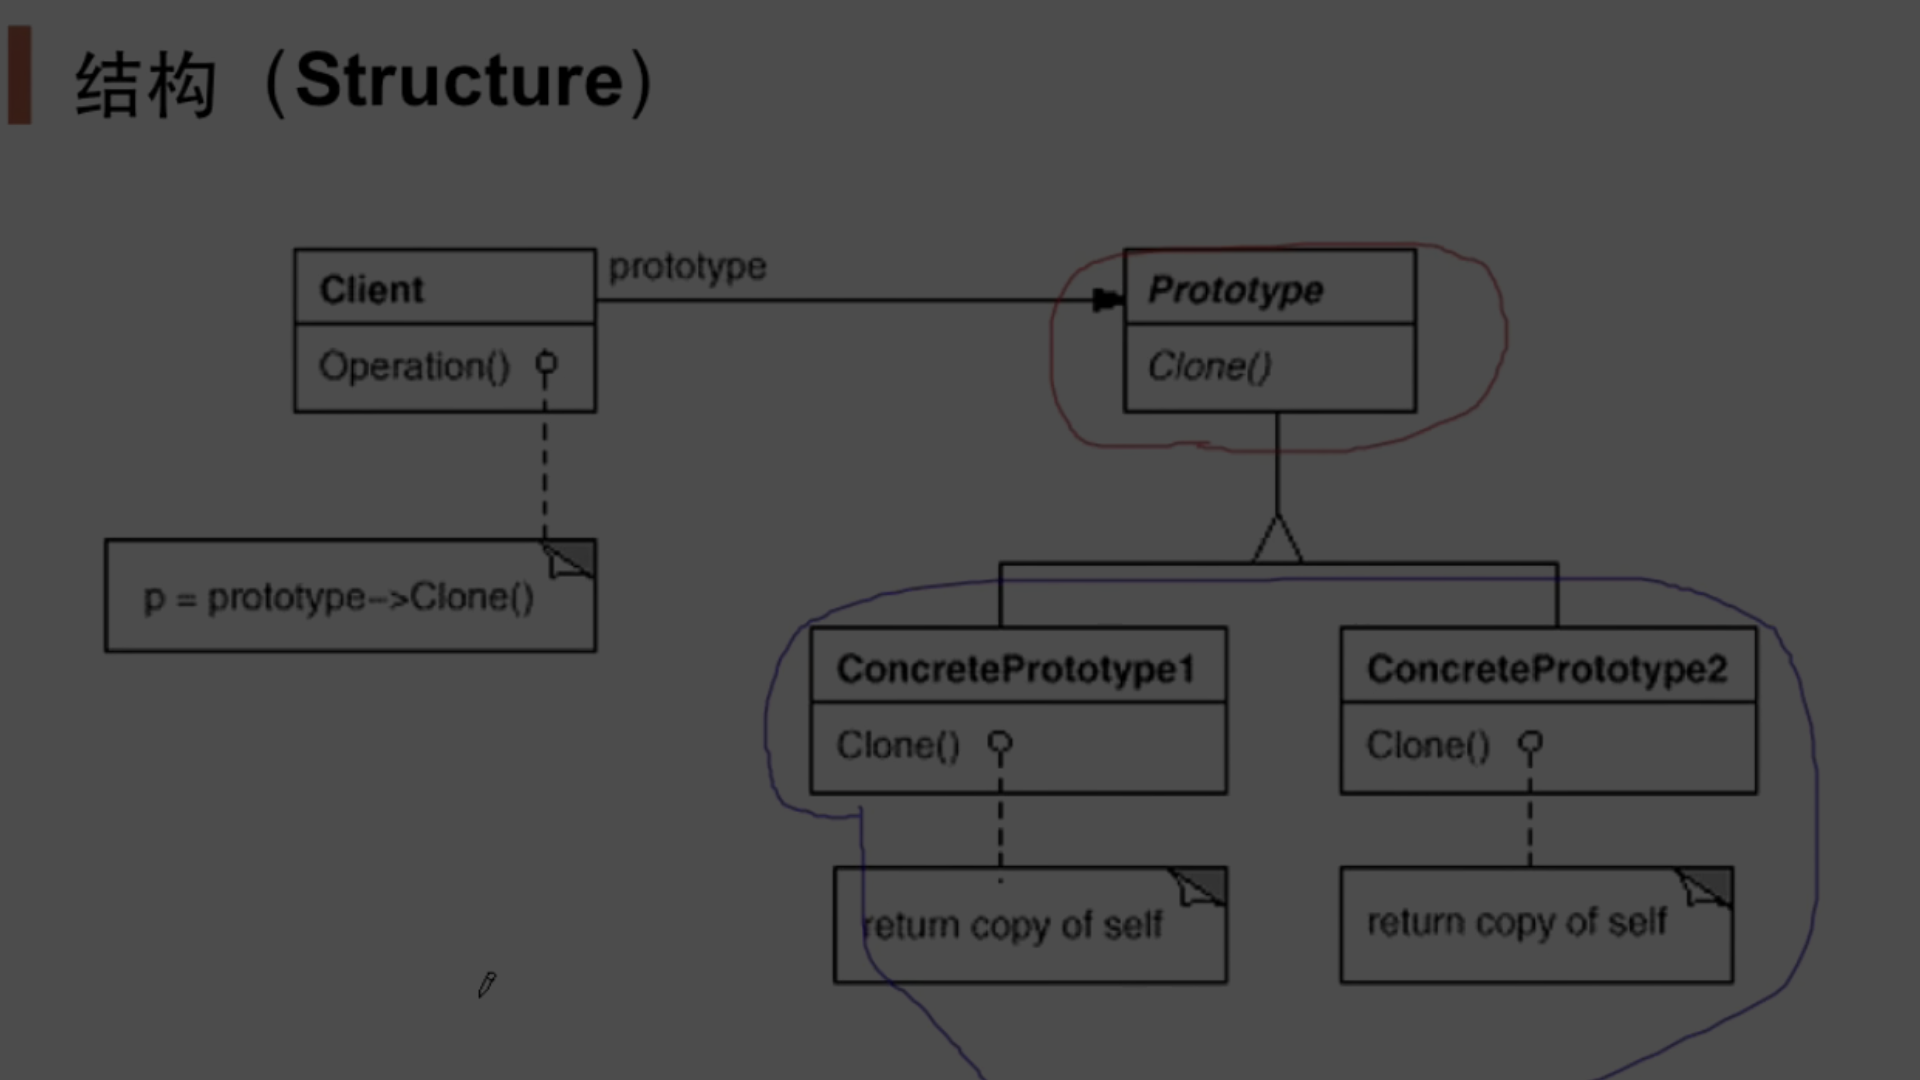 结构（Structure）
Client
Operation()
prototype
Prototype
Clone()
p = prototype–>Clone()
ConcretePrototype1
Clone()
ConcretePrototype2
Clone()
return copy of self
return copy of self